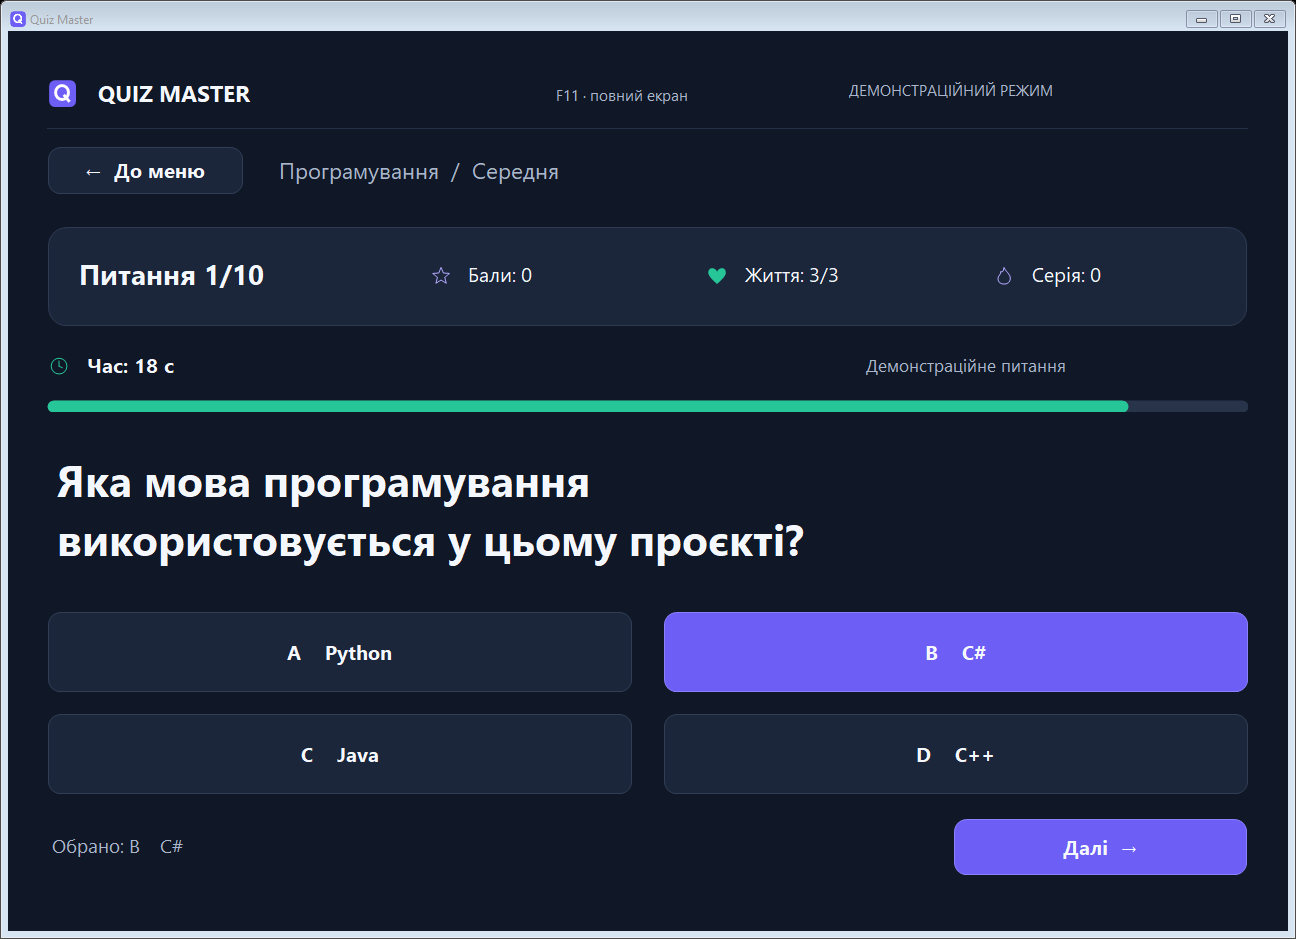 Quiz Master
QUIZ MASTER
F11 · повний екран
ДЕМОНСТРАЦІЙНИЙ РЕЖИМ
← До меню
Програмування / Середня
Питання 1/10
Бали: 0
Життя: 3/3
Серія: 0
Час: 18 с
Демонстраційне питання
Яка мова програмування
використовується у цьому проєкті?
A Python
B C#
C Java
D C++
Обрано: B C#
Далі →